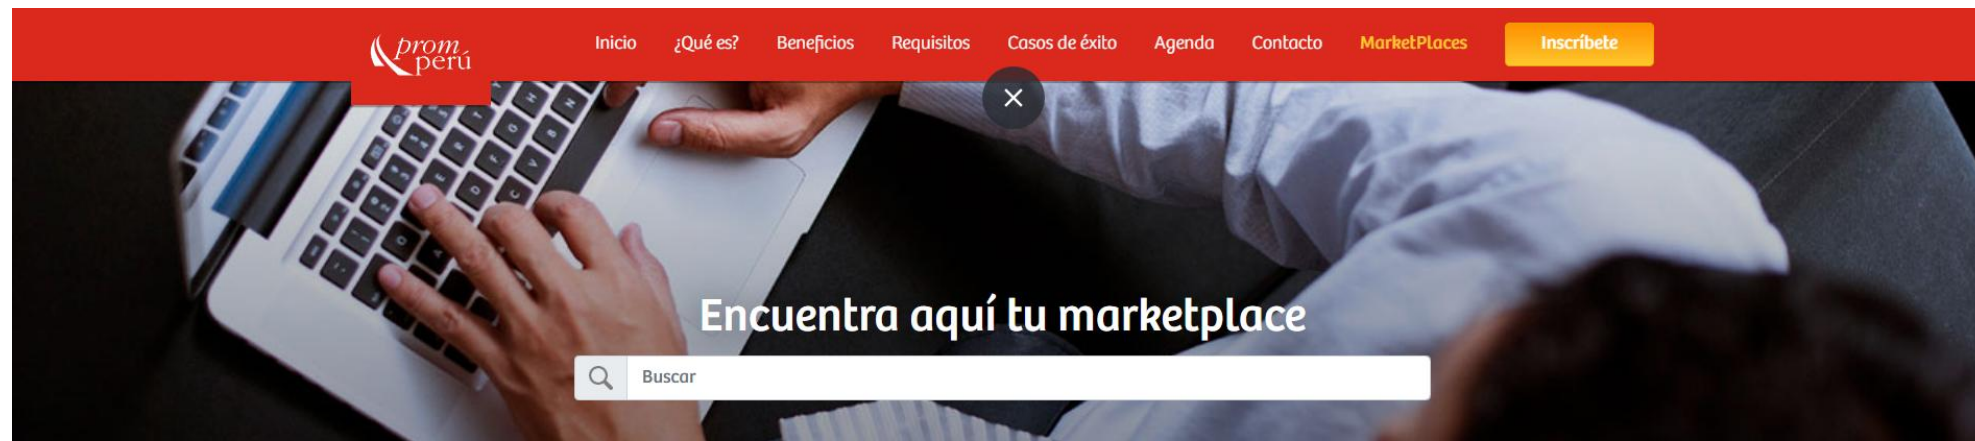 prom
perú
Inicio ¿Qué es? Beneficios Requisitos Casos de éxito Agenda Contacto MarketPlaces Inscríbete
Encuentra aquí tu marketplace
Buscar